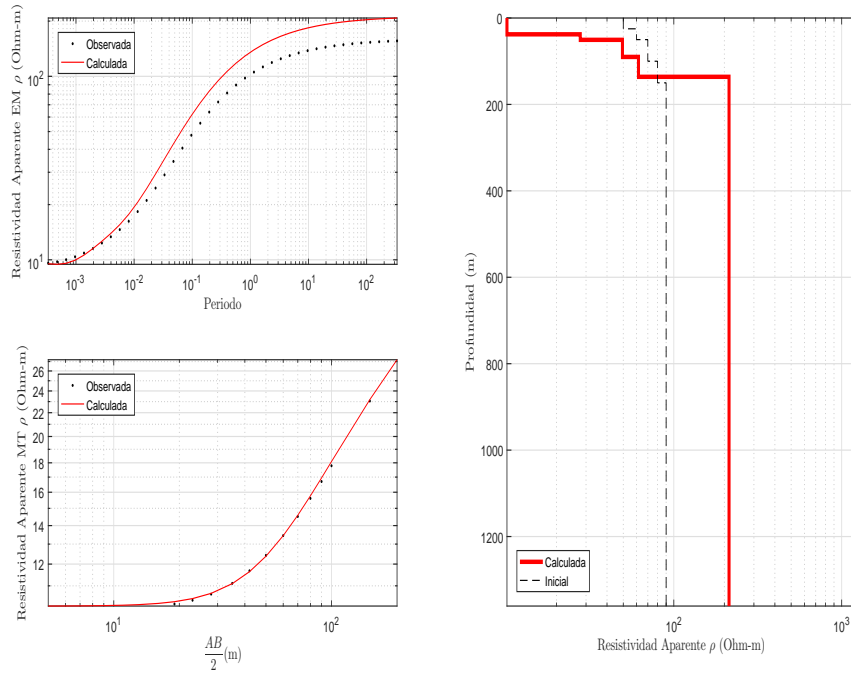 Resistividad Aparente EM ρ (Ohm-m)
10²
10¹
Observada
Calculada
10⁻³
10⁻²
10⁻¹
10⁰
10¹
10²
Periodo
Resistividad Aparente MT ρ (Ohm-m)
26
24
22
20
18
16
14
12
Observada
Calculada
10¹
10²
AB/2 (m)
Profundidad (m)
0
200
400
600
800
1000
1200
Calculada
Inicial
10²
10³
Resistividad Aparente ρ (Ohm-m)